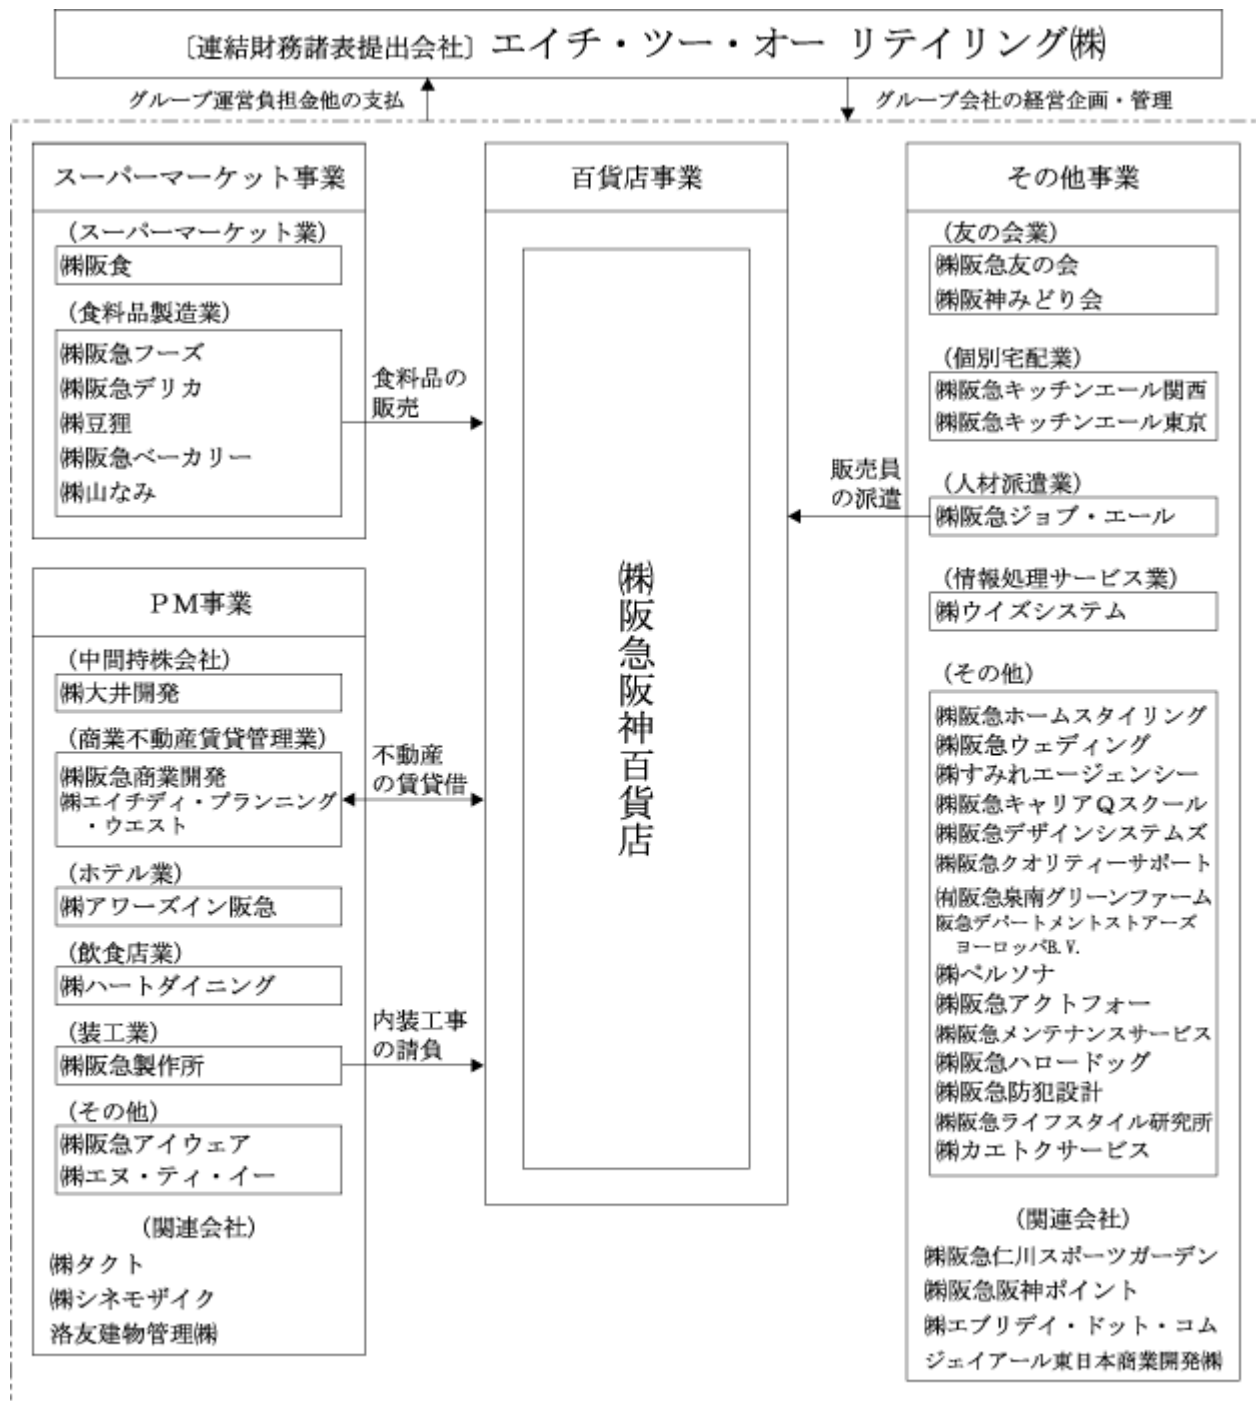 〔連結財務諸表提出会社〕エイチ・ツー・オー リテイリング㈱
グループ運営負担金他の支払
グループ会社の経営企画・管理
スーパーマーケット事業
(スーパーマーケット業)
㈱阪食
(食料品製造業)
㈱阪急フーズ
㈱阪急デリカ
㈱豆狸
㈱阪急ベーカリー
㈱山なみ
食料品の
販売
PM事業
(中間持株会社)
㈱大井開発
(商業不動産賃貸管理業)
㈱阪急商業開発
㈱エイチディ・プランニング
・ウエスト
不動産
の賃貸借
(ホテル業)
㈱アワーズイン阪急
(飲食店業)
㈱ハートダイニング
(装工業)
㈱阪急製作所
内装工事
の請負
(その他)
㈱阪急アイウェア
㈱エヌ・ティ・イー
(関連会社)
㈱タクト
㈱シネモザイク
洛友建物管理㈱
百貨店事業
㈱阪急阪神百貨店
その他事業
(友の会業)
㈱阪急友の会
㈱阪神みどり会
(個別宅配業)
㈱阪急キッチンエール関西
㈱阪急キッチンエール東京
販売員
の派遣
(人材派遣業)
㈱阪急ジョブ・エール
(情報処理サービス業)
㈱ウイズシステム
(その他)
㈱阪急ホームスタイリング
㈱阪急ウェディング
㈱すみれエージェンシー
㈱阪急キャリアQスクール
㈱阪急デザインシステムズ
㈱阪急クオリティーサポート
㈲阪急泉南グリーンファーム
阪急デパートメントストアーズ
ヨーロッパB.V.
㈱ペルソナ
㈱阪急アクトフォー
㈱阪急メンテナンスサービス
㈱阪急ハロードッグ
㈱阪急防犯設計
㈱阪急ライフスタイル研究所
㈱カエトクサービス
(関連会社)
㈱阪急仁川スポーツガーデン
㈱阪急阪神ポイント
㈱エブリデイ・ドット・コム
ジェイアール東日本商業開発㈱